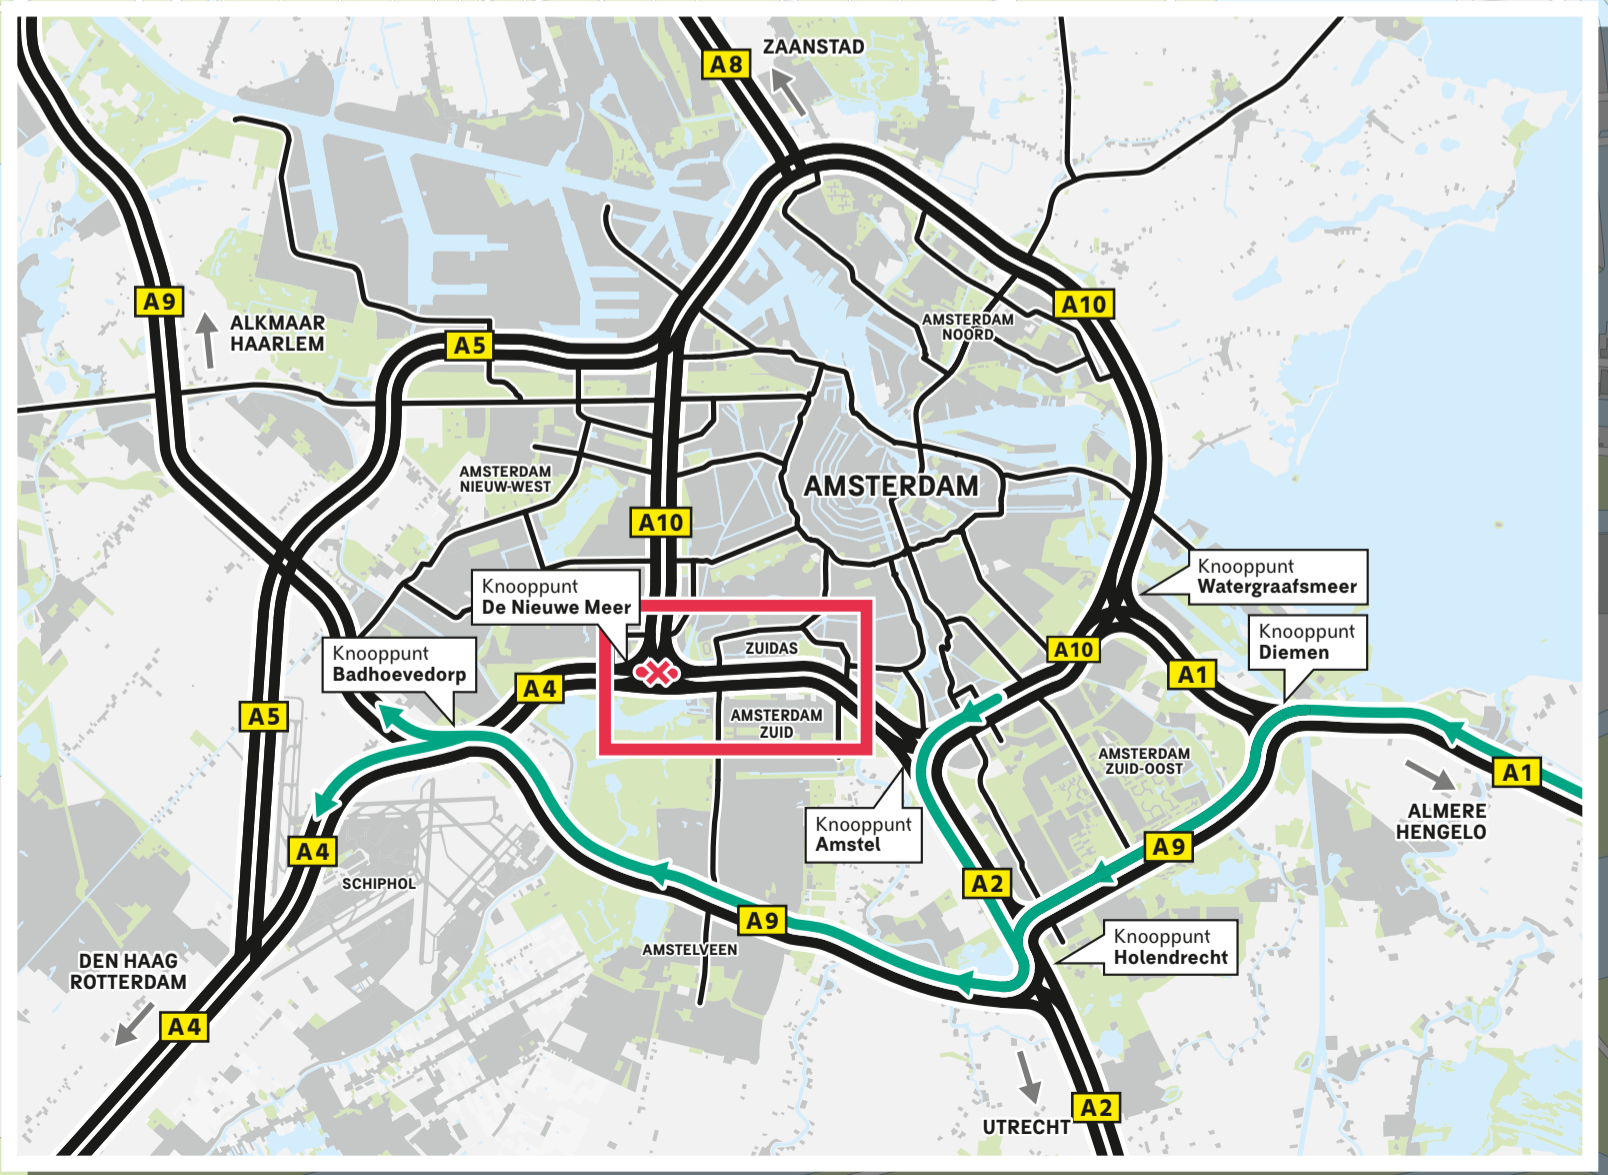 A8
ZAANSTAD
A9
ALKMAAR
HAARLEM
A10
AMSTERDAM
NOORD
A5
AMSTERDAM
NIEUW-WEST
AMSTERDAM
A10
Knooppunt
De Nieuwe Meer
Knooppunt
Watergraafsmeer
Knooppunt
Diemen
Knooppunt
Badhoevedorp
ZUIDAS
A10
A1
A4
A5
AMSTERDAM
ZUID
AMSTERDAM
ZUID-OOST
A1
ALMERE
HENGELO
Knooppunt
Amstel
A4
SCHIPHOL
A9
A2
A9
AMSTELVEEN
Knooppunt
Holendrecht
DEN HAAG
ROTTERDAM
A4
UTRECHT
A2